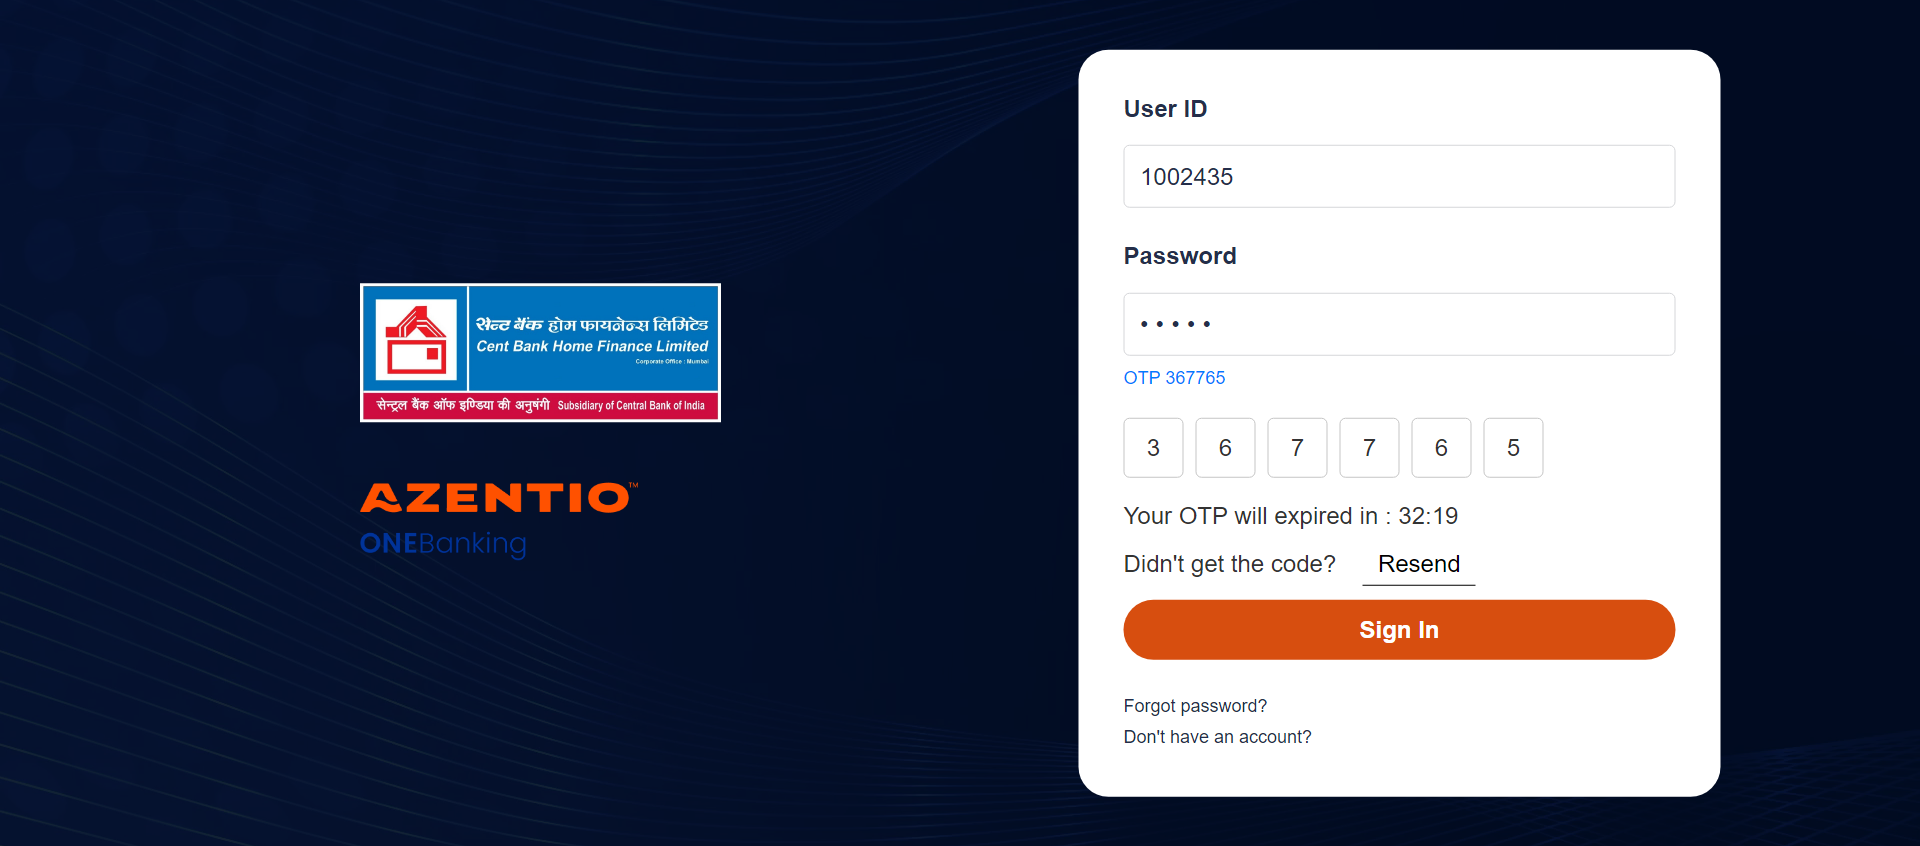 सेन्ट बैंक होम फायनेन्स लिमिटेड
Cent Bank Home Finance Limited
Corporate Office : Mumbai
सेन्ट्रल बैंक ऑफ इण्डिया की अनुषंगी Subsidiary of Central Bank of India
AZENTIO™
ONEBanking
User ID
1002435
Password
•••••
OTP 367765
3 6 7 7 6 5
Your OTP will expired in : 32:19
Didn't get the code? Resend
Sign In
Forgot password?
Don't have an account?